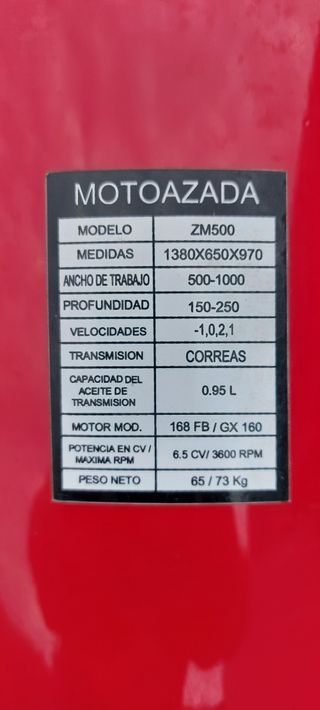 MOTOAZADA
MODELO ZM500
MEDIDAS 1380X650X970
ANCHO DE TRABAJO 500-1000
PROFUNDIDAD 150-250
VELOCIDADES -1,0,2,1
TRANSMISION CORREAS
CAPACIDAD DEL
ACEITE DE
TRANSMISION 0.95 L
MOTOR MOD. 168 FB / GX 160
POTENCIA EN CV /
MAXIMA RPM 6.5 CV/ 3600 RPM
PESO NETO 65 / 73 Kg